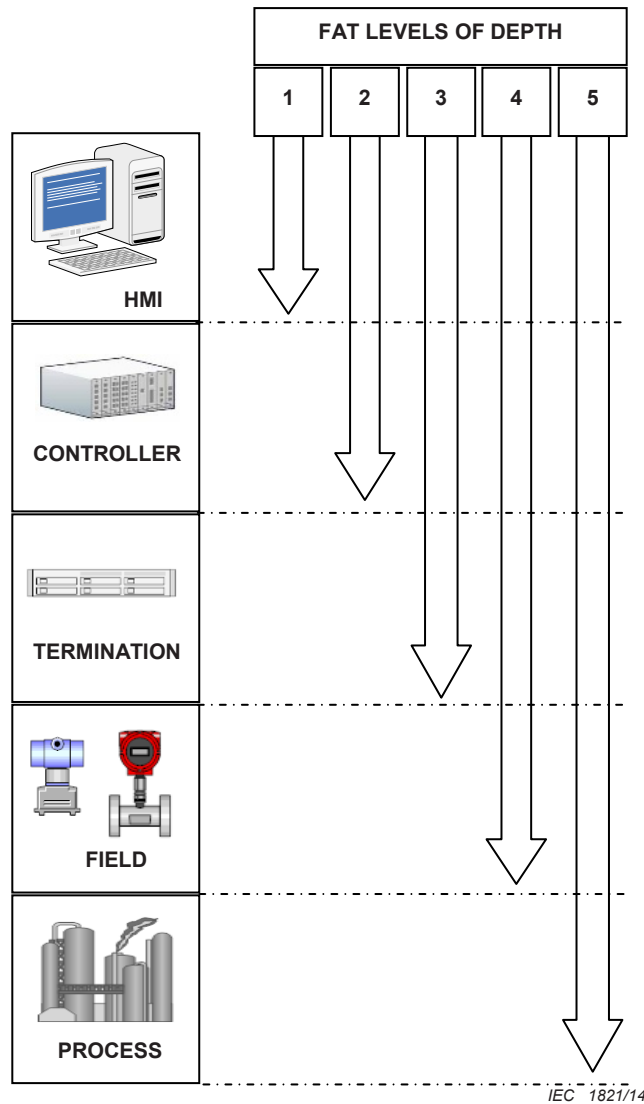 FAT LEVELS OF DEPTH
1 2 3 4 5
HMI
CONTROLLER
TERMINATION
FIELD
PROCESS
IEC 1821/14